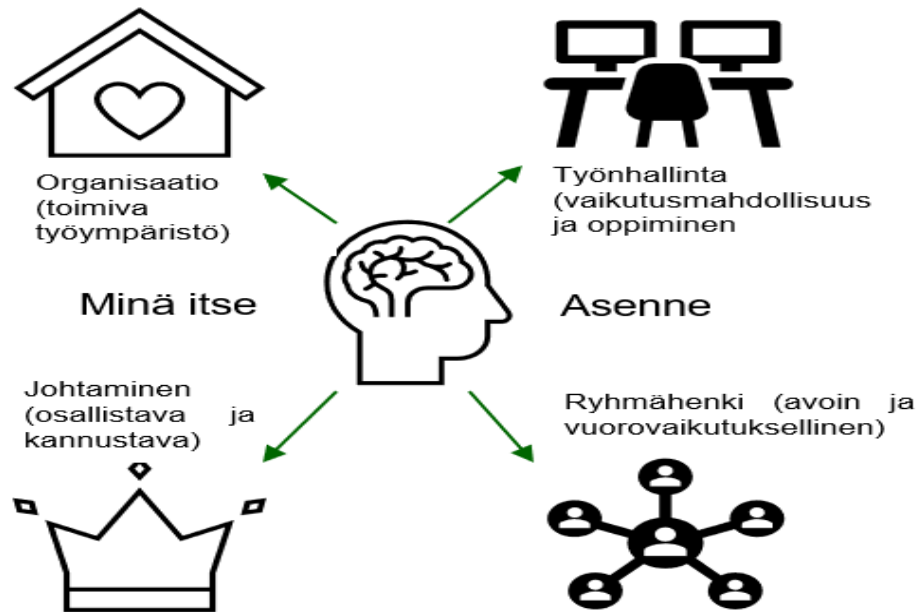 Organisaatio
(toimiva
työympäristö)
Työnhallinta
(vaikutusmahdollisuus
ja oppiminen
Minä itse
Asenne
Johtaminen
(osallistava ja
kannustava)
Ryhmähenki (avoin ja
vuorovaikutuksellinen)